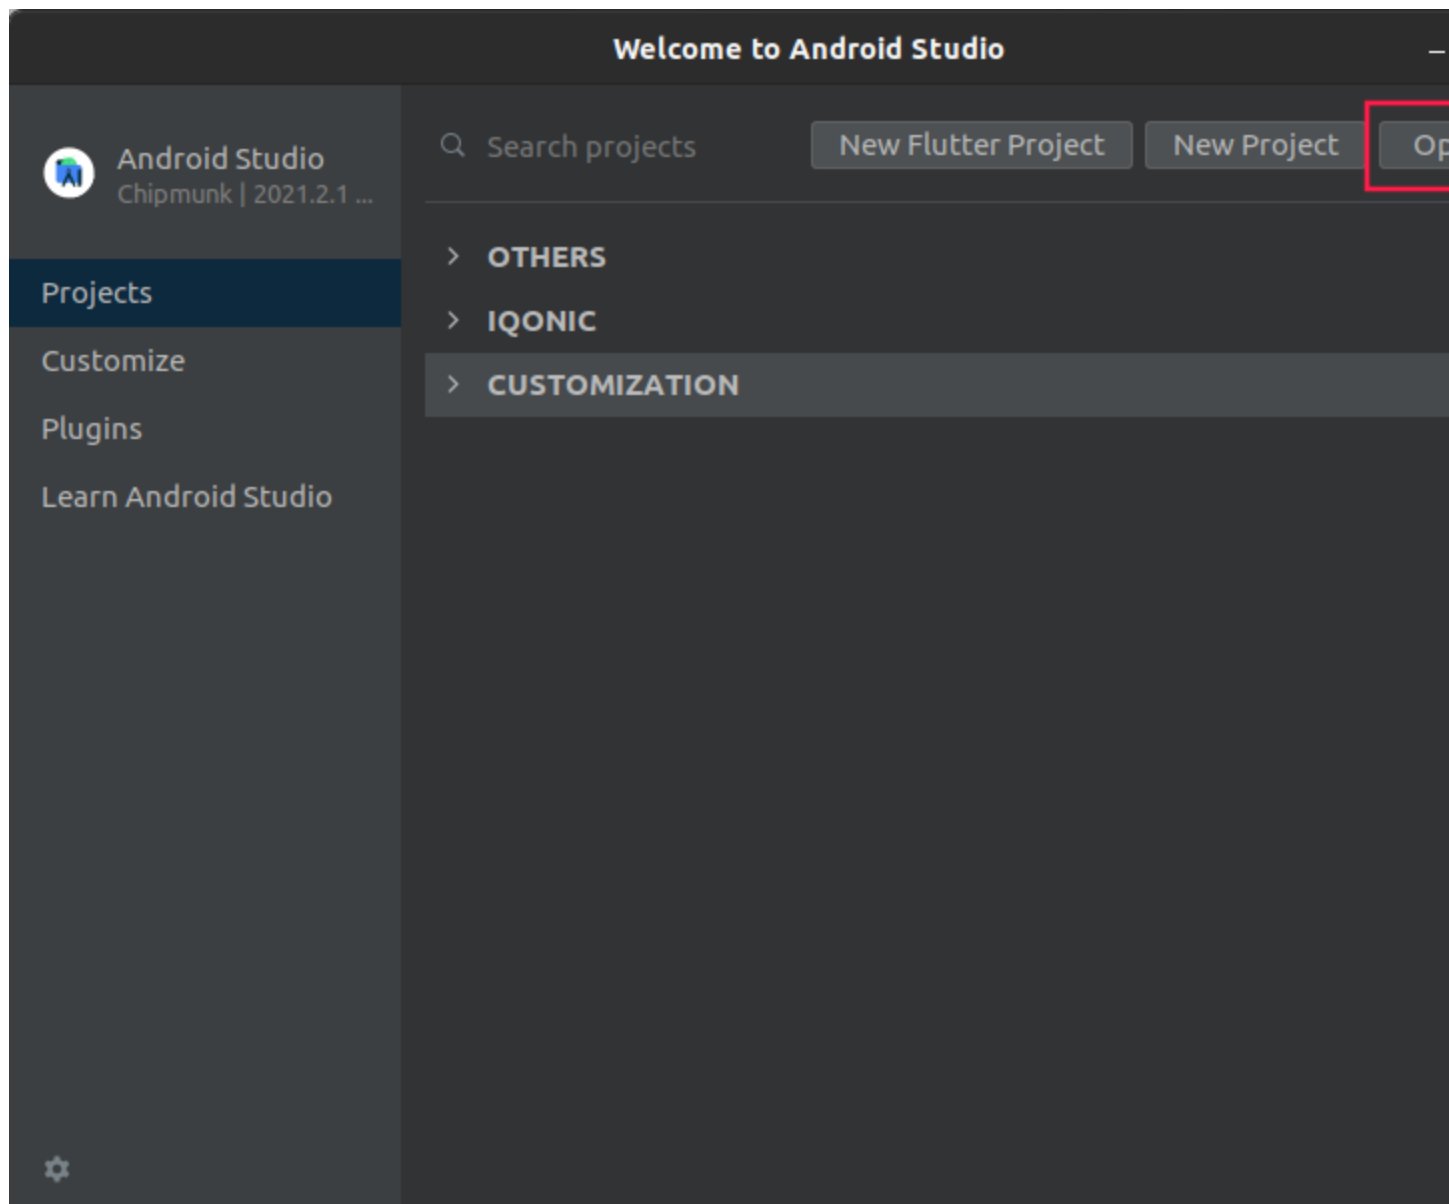 Welcome to Android Studio
Android Studio
Chipmunk | 2021.2.1 ...
Search projects
New Flutter Project
New Project
Projects
Customize
Plugins
Learn Android Studio
OTHERS
IQONIC
CUSTOMIZATION